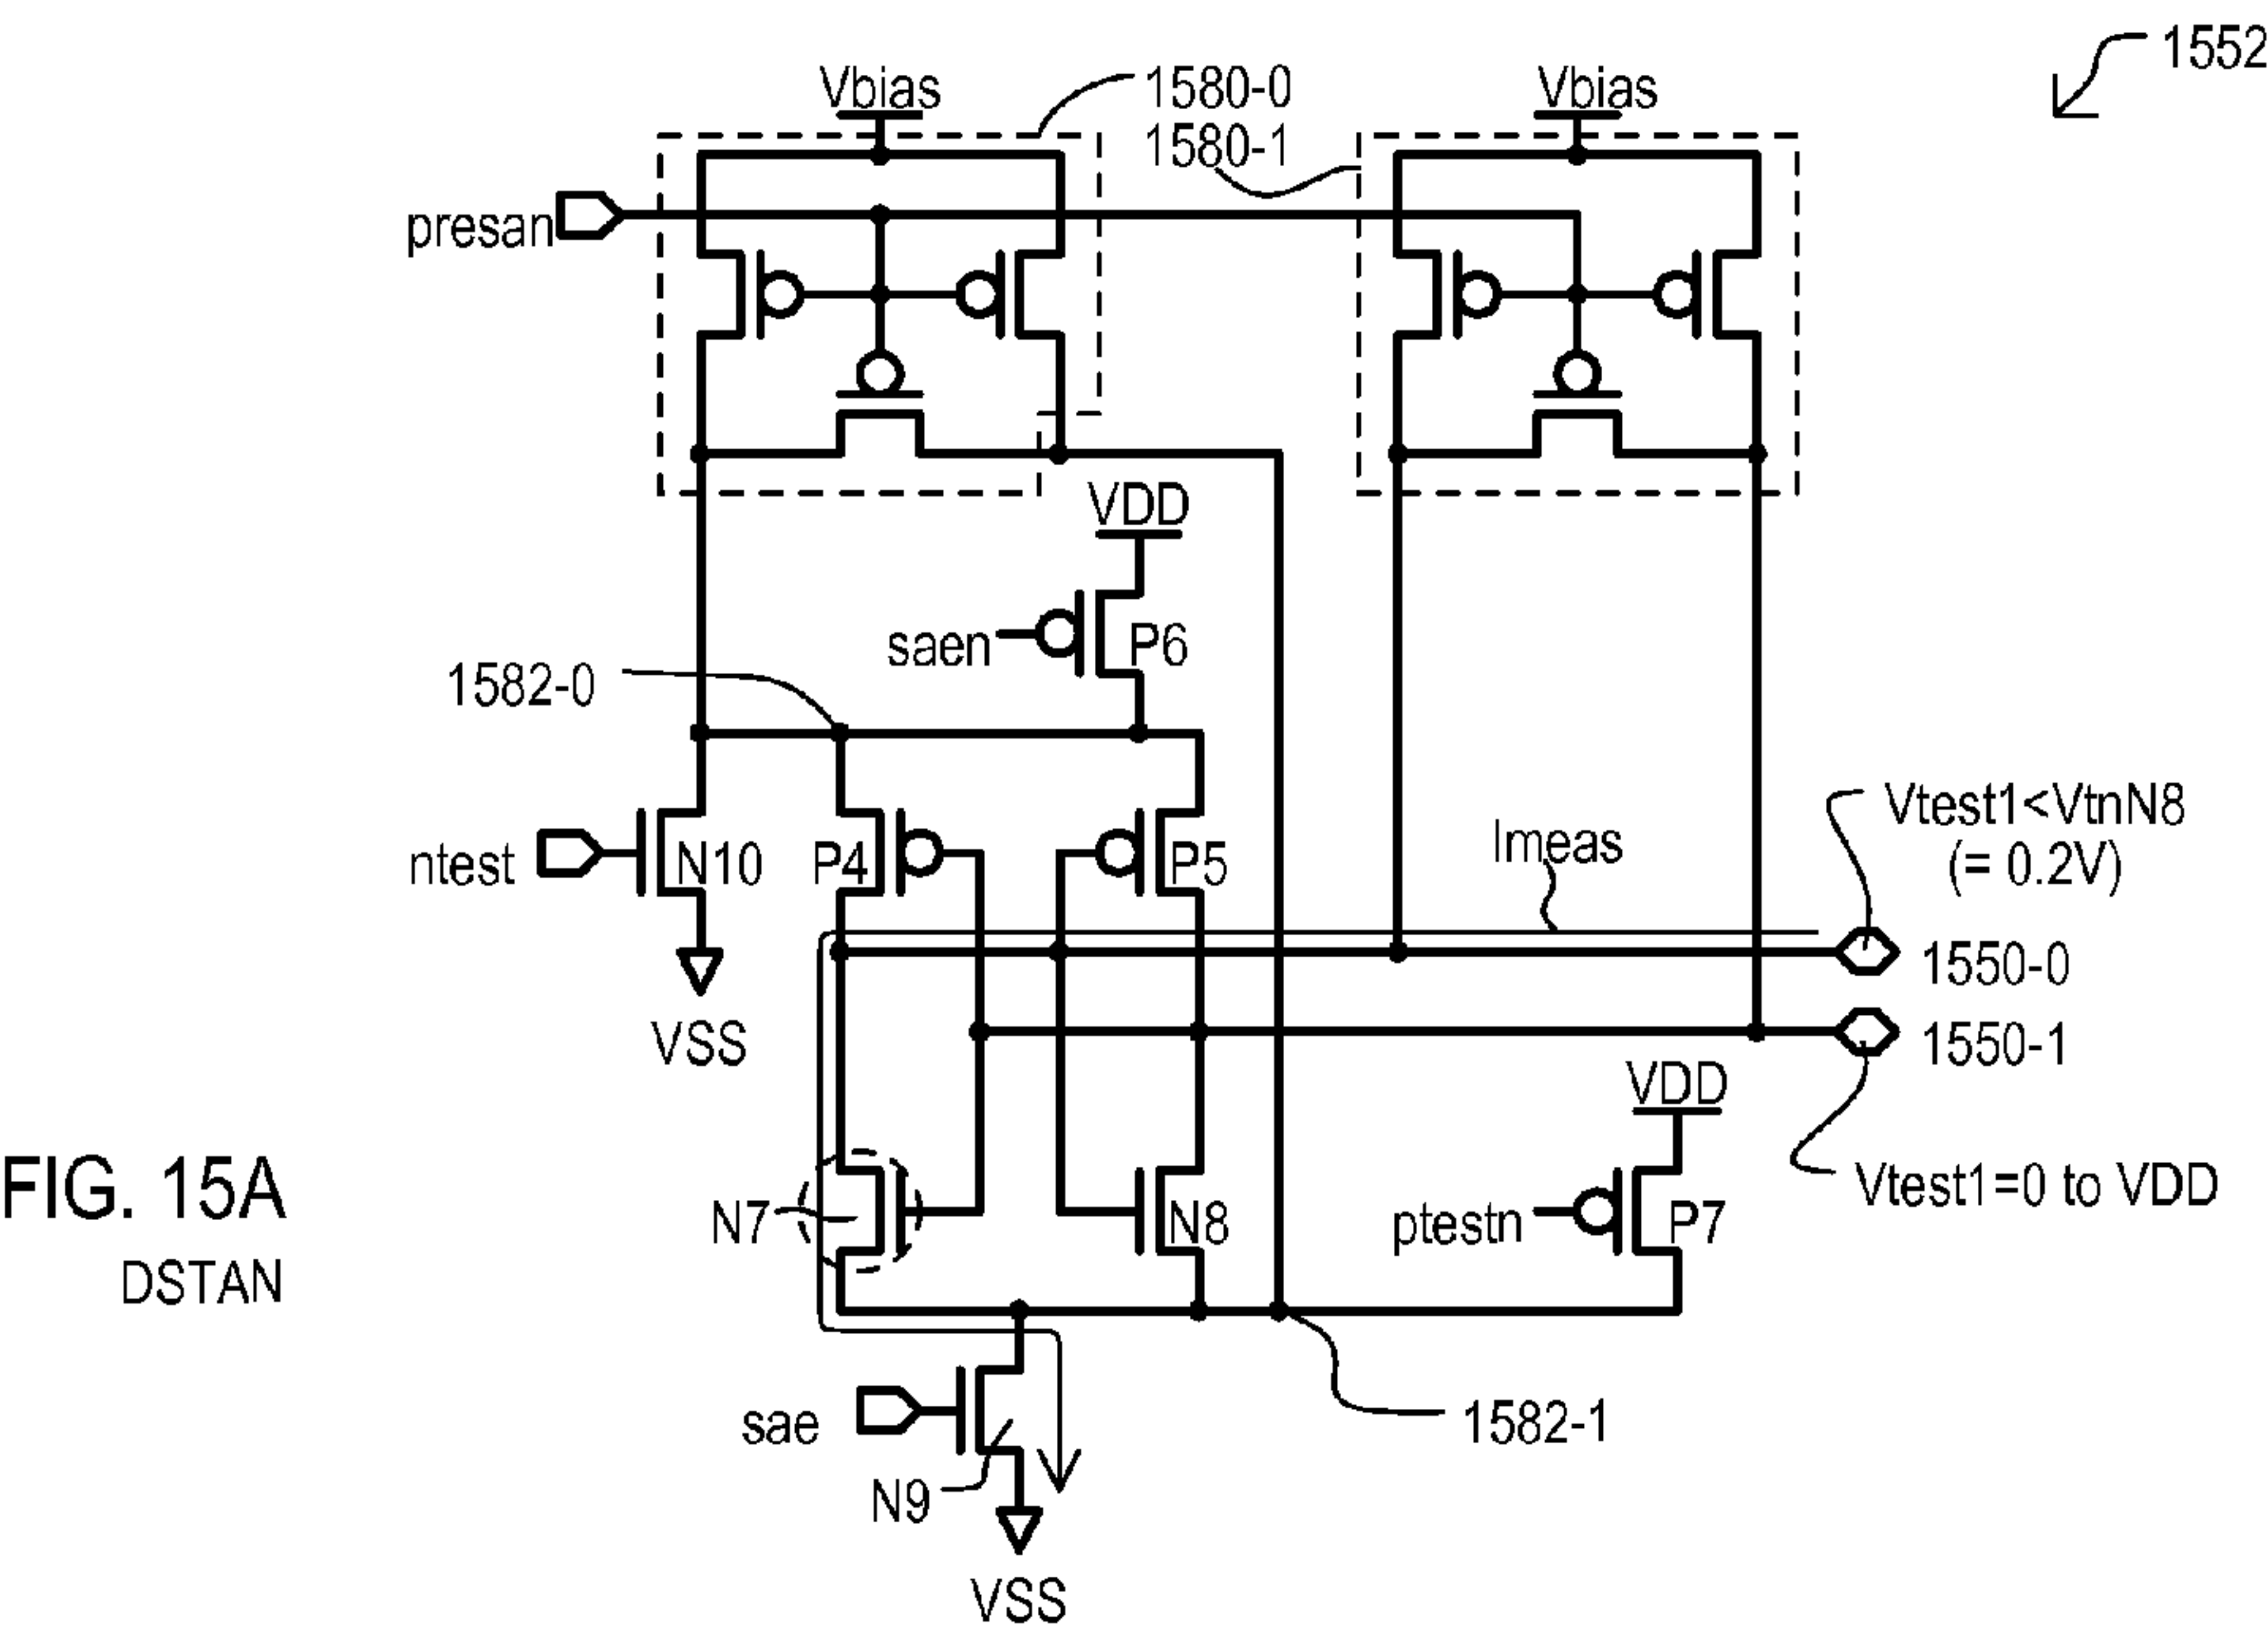 1552
Vbias
1580-0
Vbias
1580-1
presan
VDD
saen
P6
1582-0
Vtest1<VtnN8
(= 0.2V)
ntest
N10
P4
P5
Imeas
1550-0
VSS
1550-1
VDD
FIG. 15A
DSTAN
N7
N8
ptestn
P7
Vtest1=0 to VDD
sae
1582-1
N9
VSS